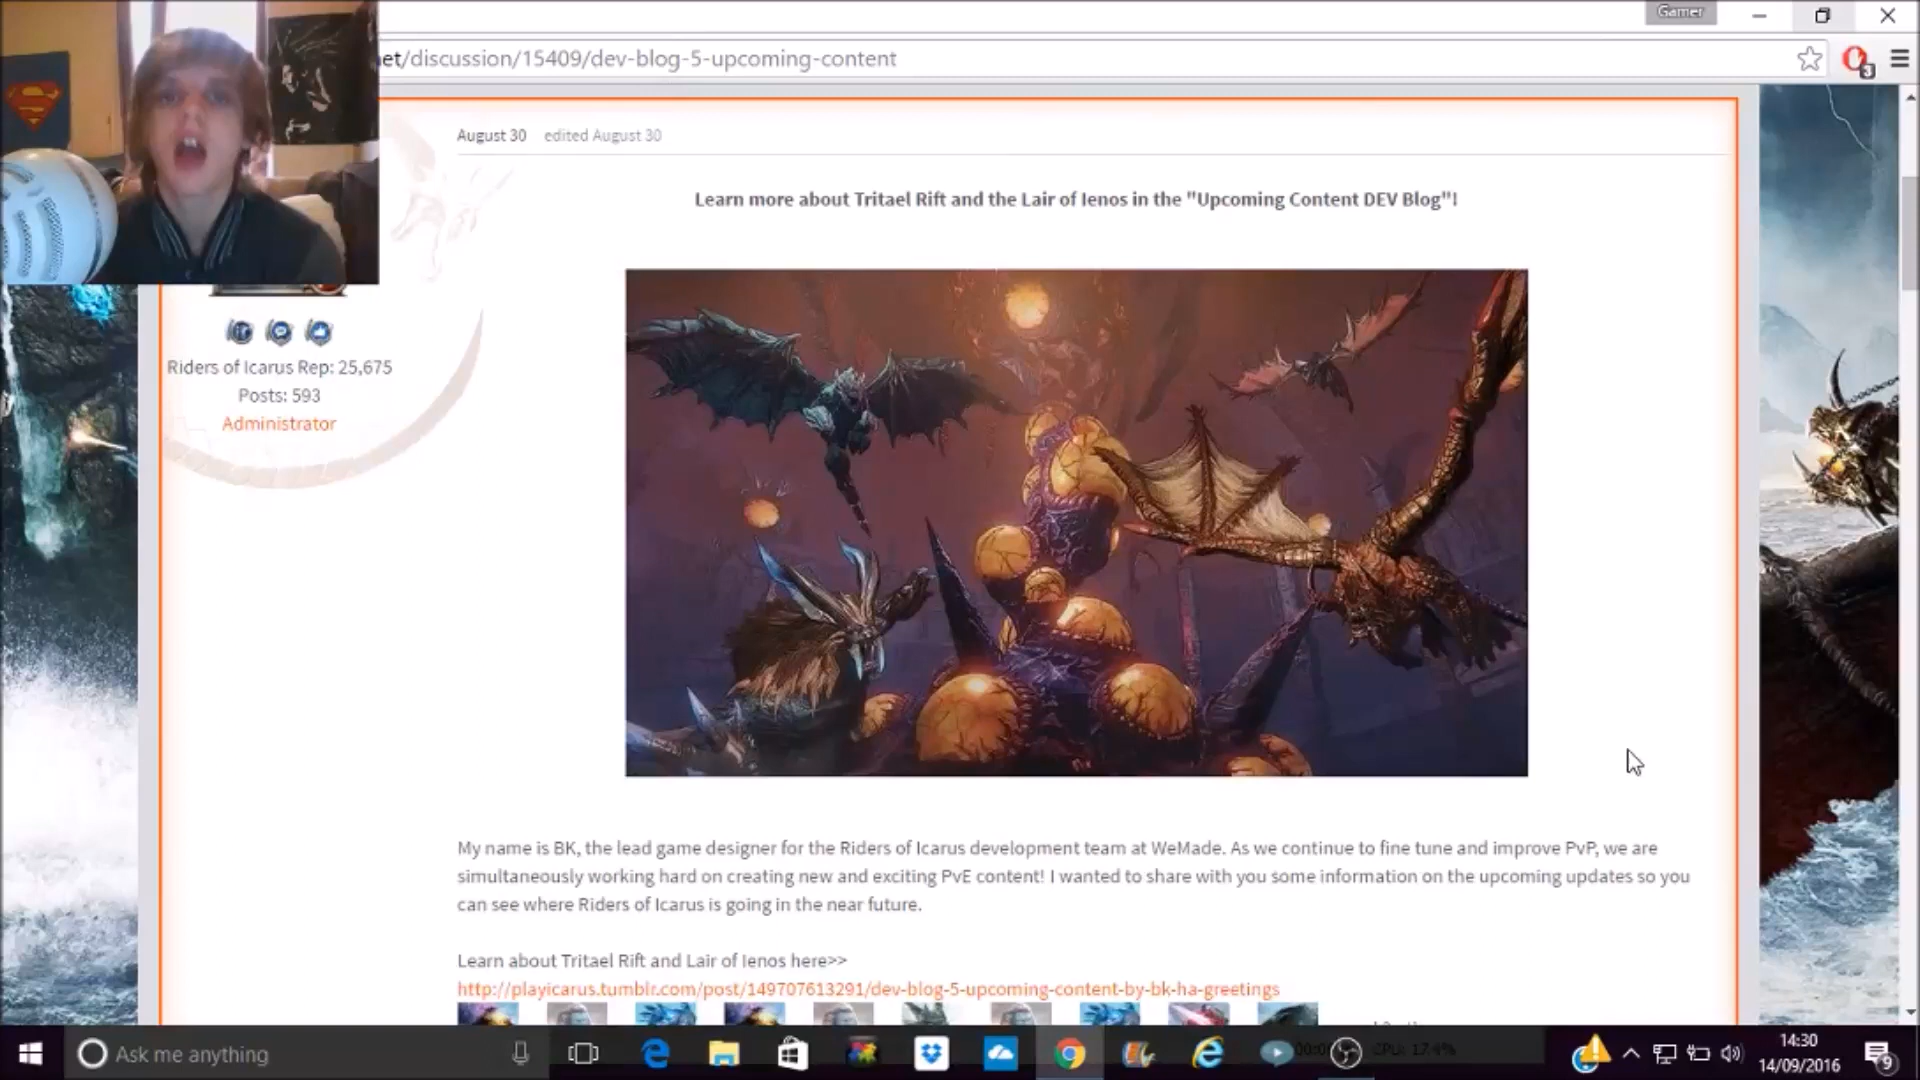 Gamer
net/discussion/15409/dev-blog-5-upcoming-content
3
August 30 edited August 30
Learn more about Tritael Rift and the Lair of Ienos in the "Upcoming Content DEV Blog"!
Riders of Icarus Rep: 25,675
Posts: 593
Administrator
My name is BK, the lead game designer for the Riders of Icarus development team at WeMade. As we continue to fine tune and improve PvP, we are
simultaneously working hard on creating new and exciting PvE content! I wanted to share with you some information on the upcoming updates so you
can see where Riders of Icarus is going in the near future.
Learn about Tritael Rift and Lair of Ienos here>>
http://playicarus.tumblr.com/post/149707613291/dev-blog-5-upcoming-content-by-bk-ha-greetings
Ask me anything
CPU: 17.4%
14:30
14/09/2016
9